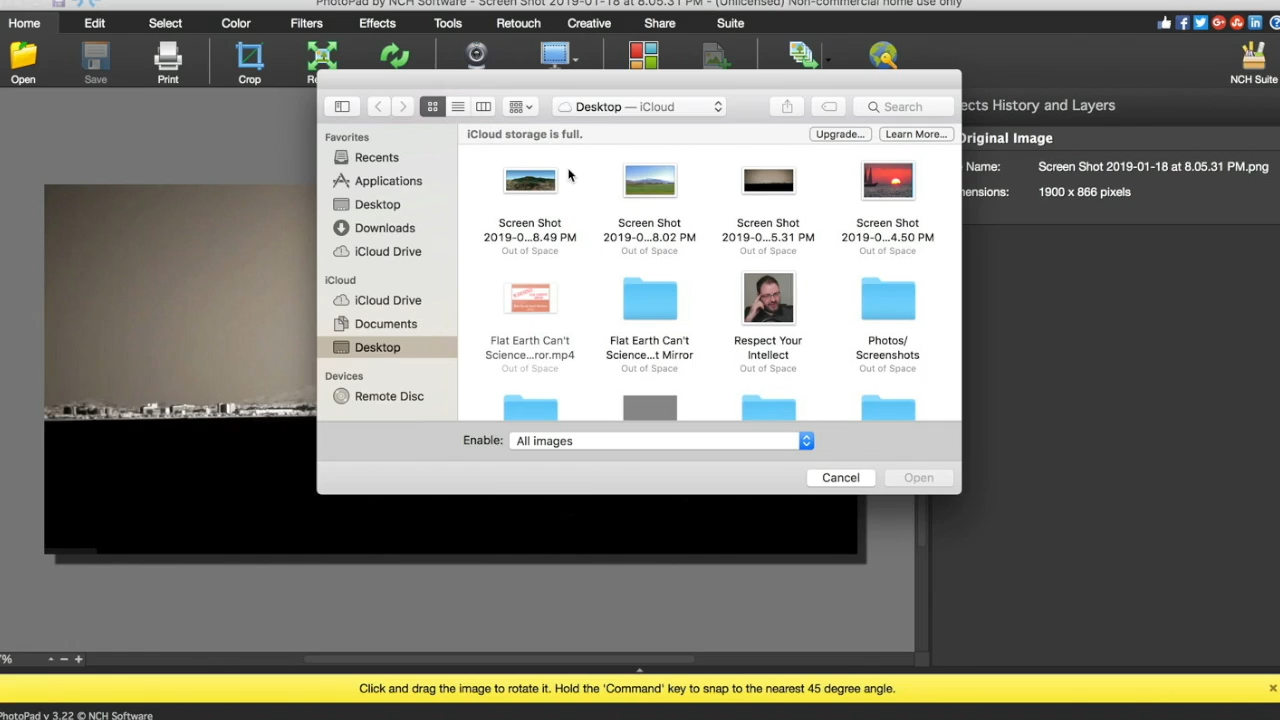 PhotoPad by NCH Software - Screen Shot 2019-01-18 at 8.05.31 PM - (Unlicensed) Non-commercial home use only
Home Edit Select Color Filters Effects Tools Retouch Creative Share Suite
Open Save Print Crop NCH Suite
Desktop — iCloud
Search
Favorites
Recents
Applications
Desktop
Downloads
iCloud Drive
iCloud
iCloud Drive
Documents
Desktop
Devices
Remote Disc
iCloud storage is full.
Upgrade...
Learn More...
Screen Shot
2019-0...8.49 PM
Out of Space
Screen Shot
2019-0...8.02 PM
Out of Space
Screen Shot
2019-0...5.31 PM
Out of Space
Screen Shot
2019-0...4.50 PM
Out of Space
Flat Earth Can't
Science...ror.mp4
Out of Space
Flat Earth Can't
Science...t Mirror
Out of Space
Respect Your
Intellect
Out of Space
Photos/
Screenshots
Out of Space
Enable: All images
Cancel
Open
ects History and Layers
Original Image
Name: Screen Shot 2019-01-18 at 8.05.31 PM.png
mensions: 1900 x 866 pixels
7%
Click and drag the image to rotate it. Hold the 'Command' key to snap to the nearest 45 degree angle.
PhotoPad v 3.22 © NCH Software